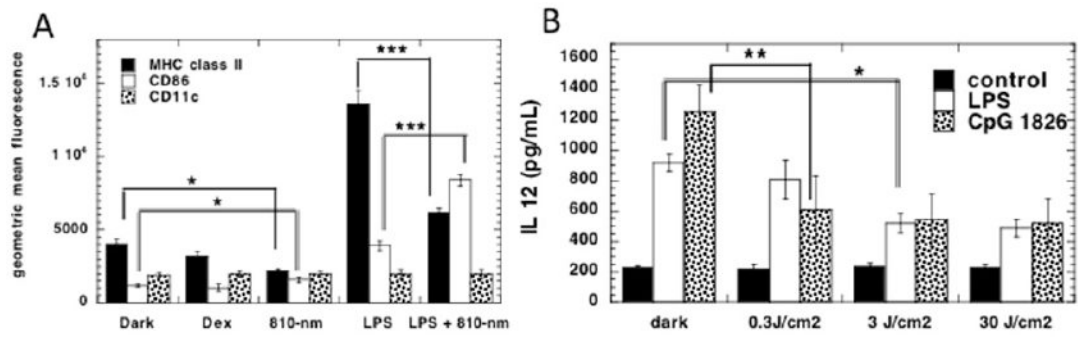 A
geometric mean fluorescence
1.5 10⁶
1 10⁶
5000
0
MHC class II
CD86
CD11c
***
***
*
*
Dark Dex 810-nm LPS LPS + 810-nm
B
IL 12 (pg/mL)
1600
1400
1200
1000
800
600
400
200
0
**
*
control
LPS
CpG 1826
dark 0.3J/cm2 3 J/cm2 30 J/cm2